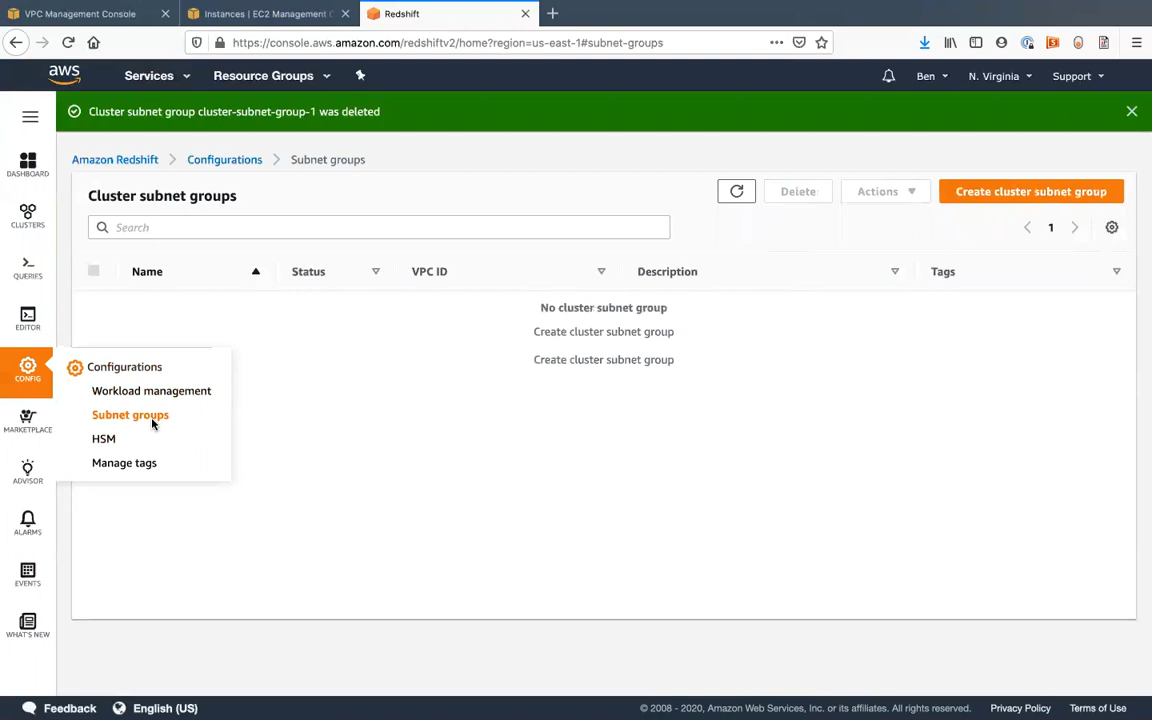 VPC Management Console
Instances | EC2 Management C
Redshift
https://console.aws.amazon.com/redshiftv2/home?region=us-east-1#subnet-groups
aws
Services
Resource Groups
Ben
N. Virginia
Support
Cluster subnet group cluster-subnet-group-1 was deleted
DASHBOARD
CLUSTERS
QUERIES
EDITOR
CONFIG
MARKETPLACE
ADVISOR
ALARMS
EVENTS
WHAT'S NEW
Amazon Redshift
Configurations
Subnet groups
Cluster subnet groups
Delete
Actions
Create cluster subnet group
Search
1
Name
Status
VPC ID
Description
Tags
No cluster subnet group
Create cluster subnet group
Create cluster subnet group
Configurations
Workload management
Subnet groups
HSM
Manage tags
Feedback
English (US)
© 2008 - 2020, Amazon Web Services, Inc. or its affiliates. All rights reserved.
Privacy Policy
Terms of Use